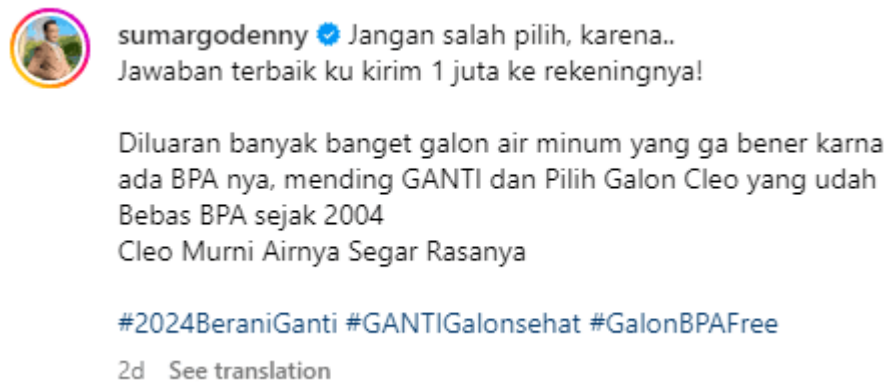 sumargodenny Jangan salah pilih, karena..
Jawaban terbaik ku kirim 1 juta ke rekeningnya!
Diluaran banyak banget galon air minum yang ga bener karna
ada BPA nya, mending GANTI dan Pilih Galon Cleo yang udah
Bebas BPA sejak 2004
Cleo Murni Airnya Segar Rasanya
#2024BeraniGanti #GANTIGalonsehat #GalonBPAFree
2d See translation